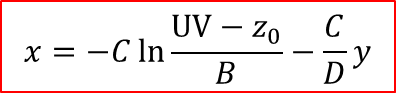 x = −C ln (UV − z₀)/B − (C/D) y